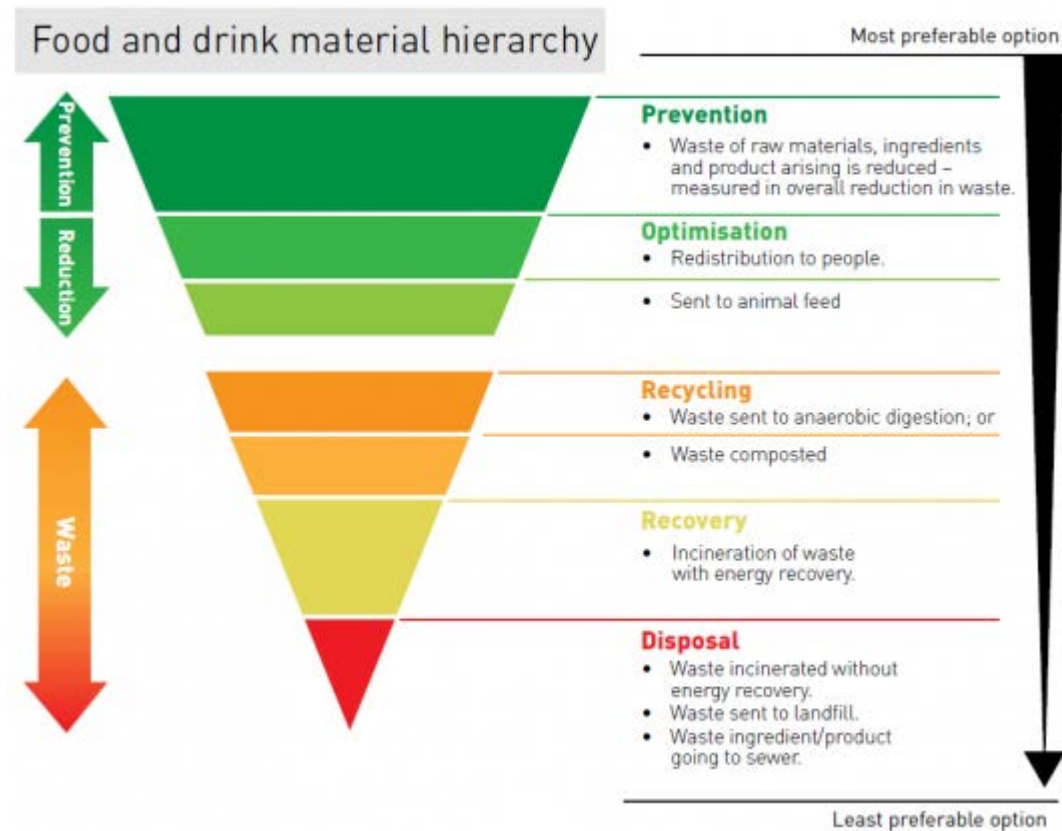 Food and drink material hierarchy
Most preferable option
Prevention
Reduction
Waste
Prevention
• Waste of raw materials, ingredients
and product arising is reduced –
measured in overall reduction in waste.
Optimisation
• Redistribution to people.
• Sent to animal feed
Recycling
• Waste sent to anaerobic digestion; or
• Waste composted
Recovery
• Incineration of waste
with energy recovery.
Disposal
• Waste incinerated without
energy recovery.
• Waste sent to landfill.
• Waste ingredient/product
going to sewer.
Least preferable option